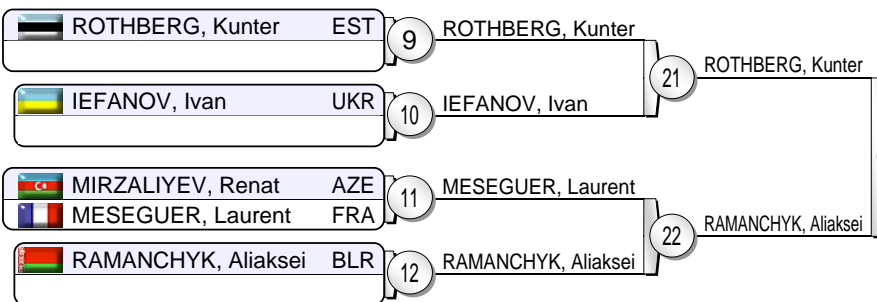 ROTHBERG, Kunter EST
9
ROTHBERG, Kunter
21
ROTHBERG, Kunter
IEFANOV, Ivan UKR
10
IEFANOV, Ivan
MIRZALIYEV, Renat AZE
MESEGUER, Laurent FRA
11
MESEGUER, Laurent
22
RAMANCHYK, Aliaksei
RAMANCHYK, Aliaksei BLR
12
RAMANCHYK, Aliaksei